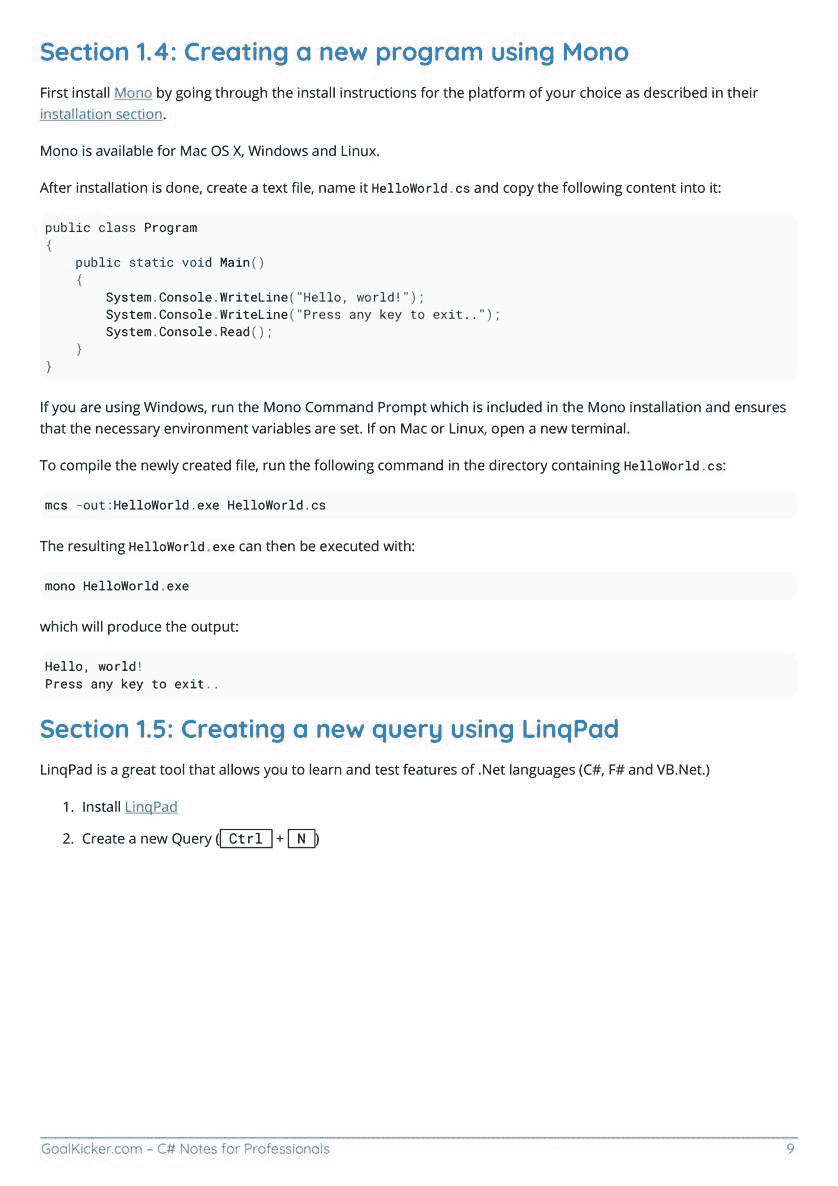 Section 1.4: Creating a new program using Mono
First install Mono by going through the install instructions for the platform of your choice as described in their
installation section.
Mono is available for Mac OS X, Windows and Linux.
After installation is done, create a text file, name it HelloWorld.cs and copy the following content into it:
public class Program
{
    public static void Main()
    {
        System.Console.WriteLine("Hello, world!");
        System.Console.WriteLine("Press any key to exit..");
        System.Console.Read();
    }
}
If you are using Windows, run the Mono Command Prompt which is included in the Mono installation and ensures
that the necessary environment variables are set. If on Mac or Linux, open a new terminal.
To compile the newly created file, run the following command in the directory containing HelloWorld.cs:
mcs -out:HelloWorld.exe HelloWorld.cs
The resulting HelloWorld.exe can then be executed with:
mono HelloWorld.exe
which will produce the output:
Hello, world!
Press any key to exit..
Section 1.5: Creating a new query using LinqPad
LinqPad is a great tool that allows you to learn and test features of .Net languages (C#, F# and VB.Net.)
1. Install LinqPad
2. Create a new Query ( Ctrl + N )
GoalKicker.com – C# Notes for Professionals 9